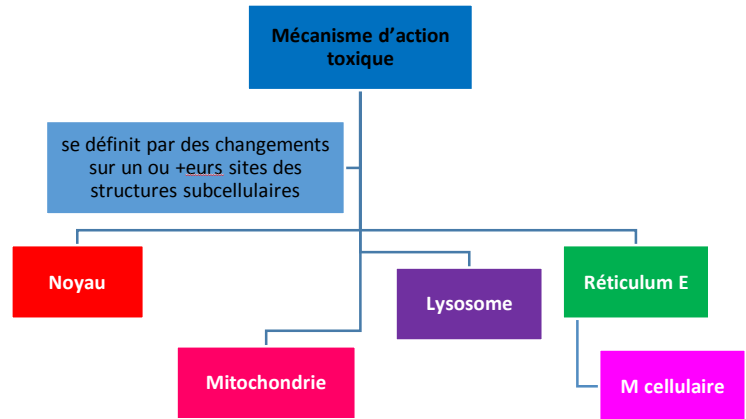 Mécanisme d’action
toxique
se définit par des changements
sur un ou +eurs sites des
structures subcellulaires
Noyau
Lysosome
Réticulum E
Mitochondrie
M cellulaire